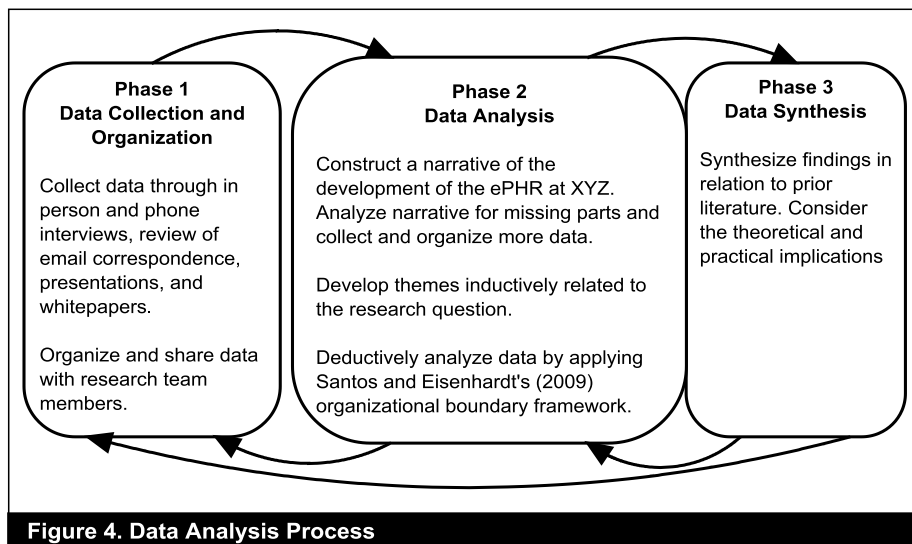 Phase 1
Data Collection and
Organization
Collect data through in
person and phone
interviews, review of
email correspondence,
presentations, and
whitepapers.
Organize and share data
with research team
members.
Phase 2
Data Analysis
Construct a narrative of the
development of the ePHR at XYZ.
Analyze narrative for missing parts and
collect and organize more data.
Develop themes inductively related to
the research question.
Deductively analyze data by applying
Santos and Eisenhardt's (2009)
organizational boundary framework.
Phase 3
Data Synthesis
Synthesize findings in
relation to prior
literature. Consider
the theoretical and
practical implications
Figure 4. Data Analysis Process